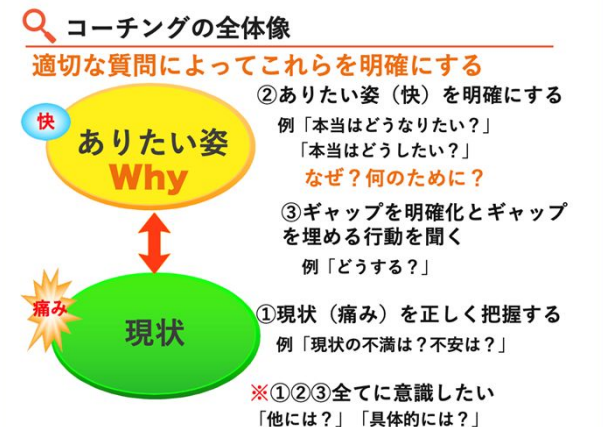 コーチングの全体像
適切な質問によってこれらを明確にする
快
ありたい姿
Why
②ありたい姿（快）を明確にする
例「本当はどうなりたい？」
「本当はどうしたい？」
なぜ？何のために？
③ギャップを明確化とギャップ
を埋める行動を聞く
例「どうする？」
痛み
現状
①現状（痛み）を正しく把握する
例「現状の不満は？不安は？」
※①②③全てに意識したい
「他には？」「具体的には？」